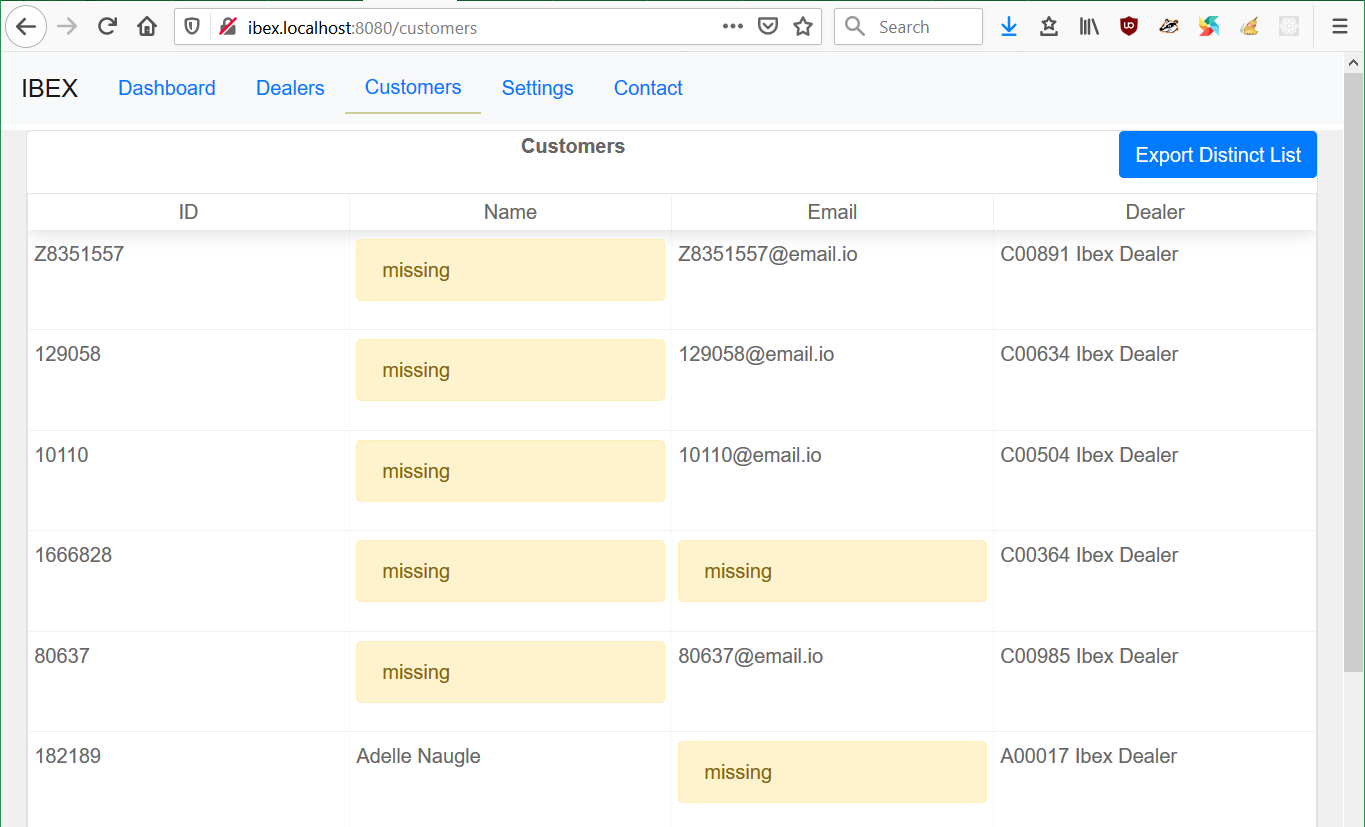 ibex.localhost:8080/customers
Search
IBEX Dashboard Dealers Customers Settings Contact
Customers
Export Distinct List
ID Name Email Dealer
Z8351557 missing Z8351557@email.io C00891 Ibex Dealer
129058 missing 129058@email.io C00634 Ibex Dealer
10110 missing 10110@email.io C00504 Ibex Dealer
1666828 missing missing C00364 Ibex Dealer
80637 missing 80637@email.io C00985 Ibex Dealer
182189 Adelle Naugle missing A00017 Ibex Dealer